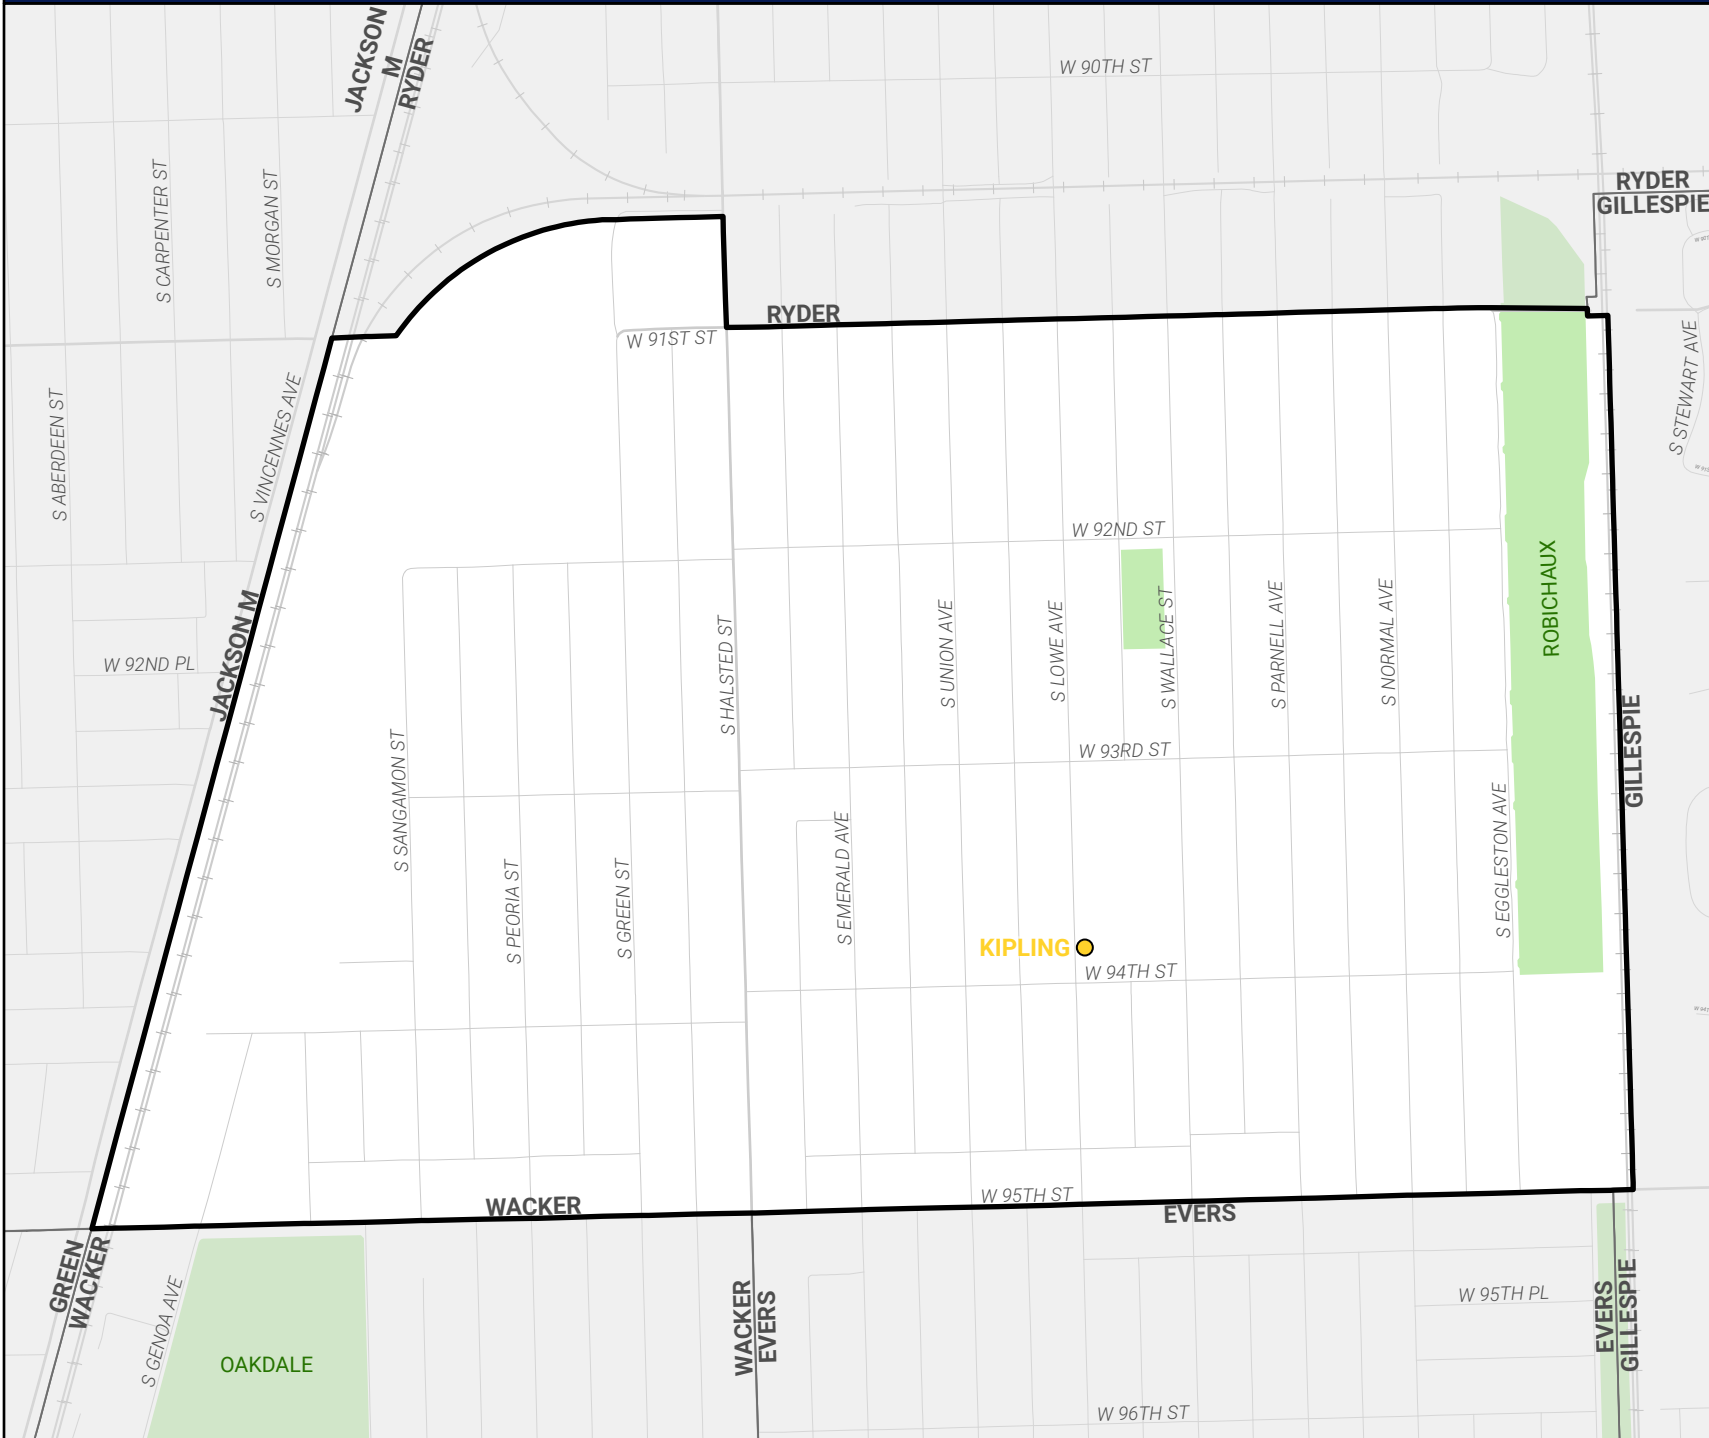 JACKSON M
RYDER
W 90TH ST
S CARPENTER ST
S MORGAN ST
RYDER
GILLESPIE
RYDER
W 91ST ST
S STEWART AVE
S ABERDEEN ST
S VINCENNES AVE
W 92ND ST
ROBICHAUX
JACKSON M
W 92ND PL
S HALSTED ST
S UNION AVE
S LOWE AVE
S WALLACE ST
S PARNELL AVE
S NORMAL AVE
W 93RD ST
GILLESPIE
S SANGAMON ST
S PEORIA ST
S GREEN ST
S EMERALD AVE
S EGGLESTON AVE
KIPLING
W 94TH ST
WACKER
W 95TH ST
EVERS
GREEN
WACKER
S GENOA AVE
OAKDALE
WACKER
EVERS
W 95TH PL
EVERS
GILLESPIE
W 96TH ST